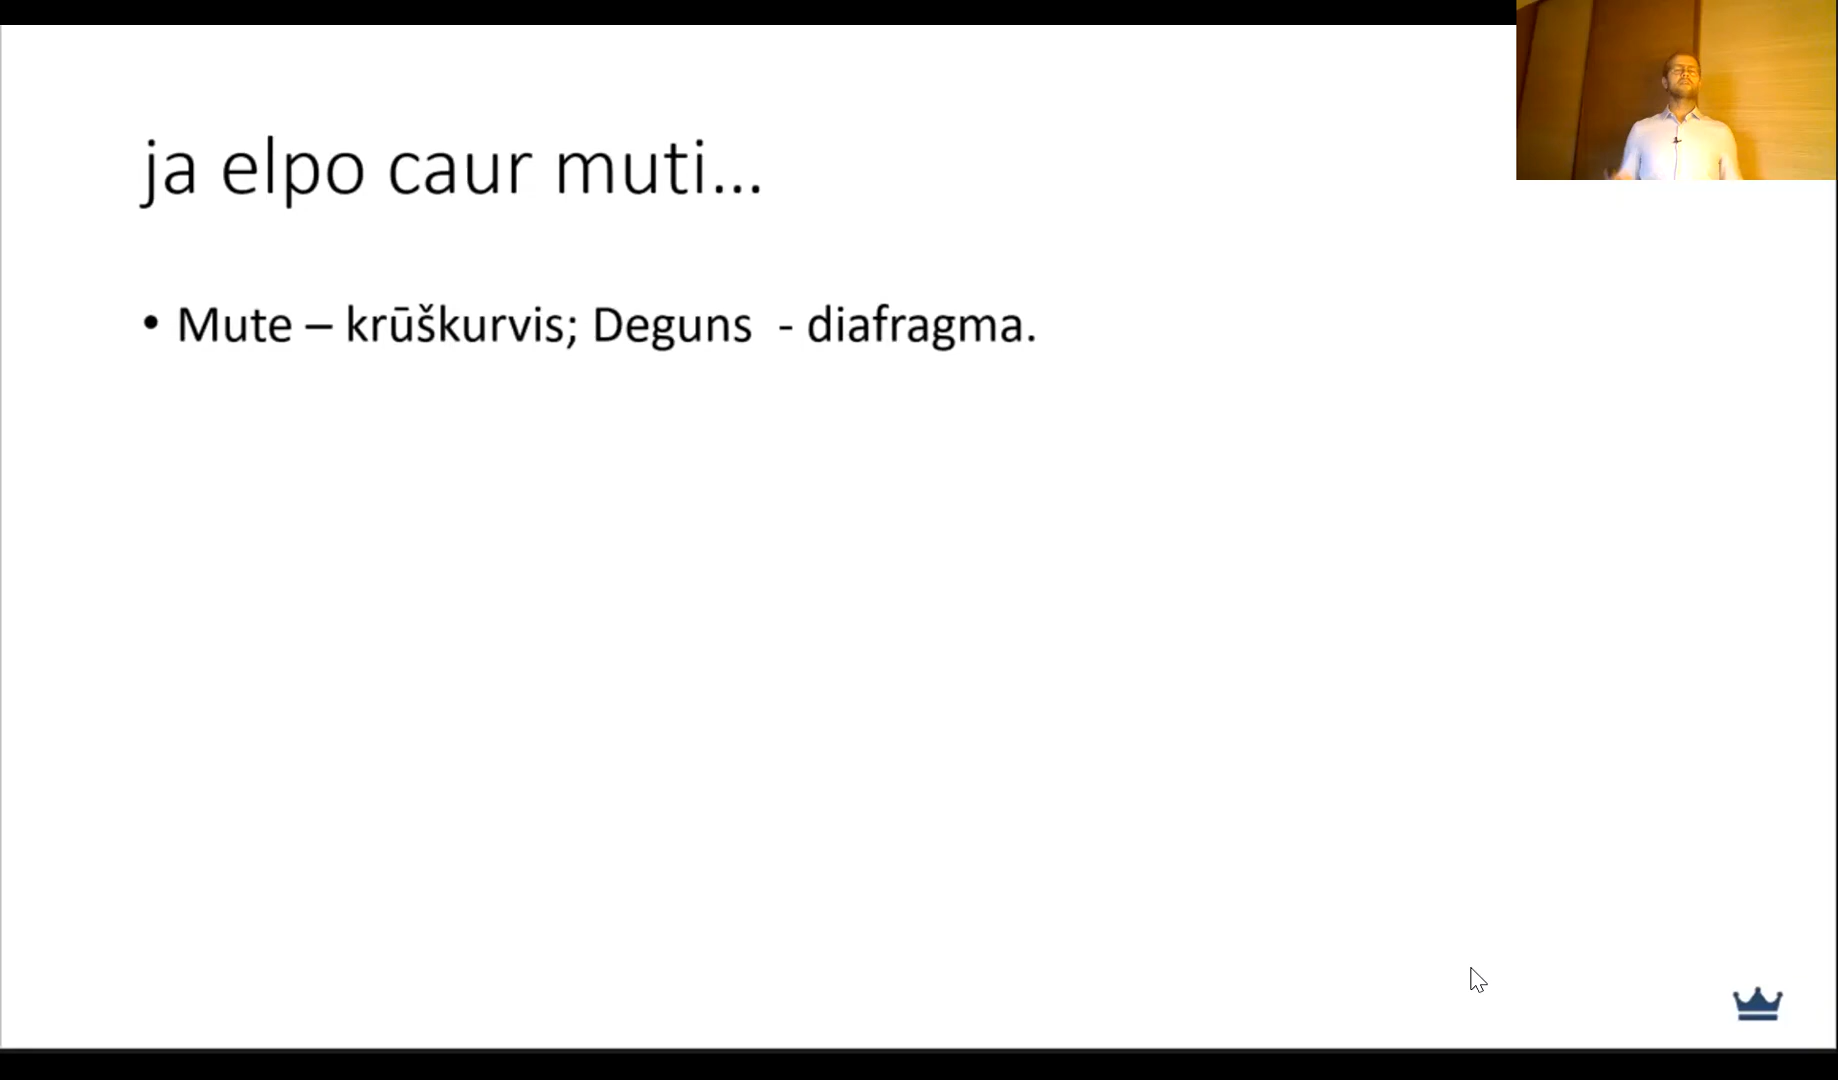 ja elpo caur muti...
• Mute – krūškurvis; Deguns - diafragma.